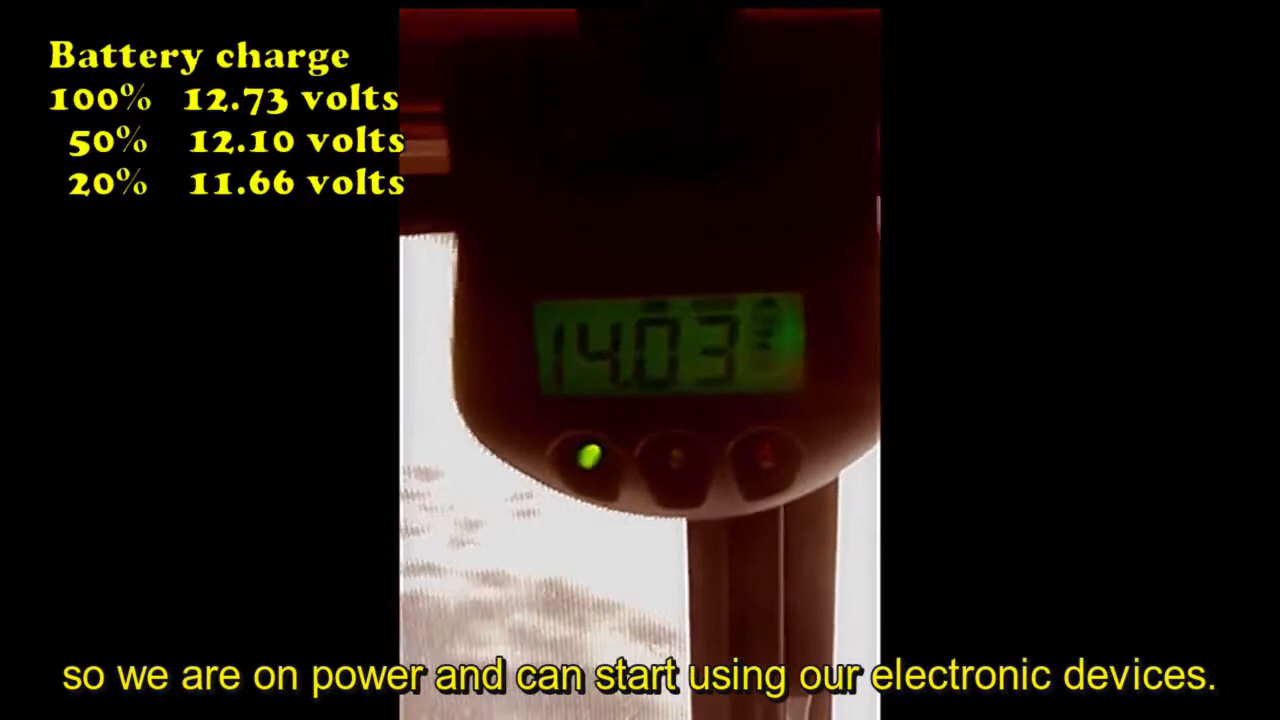 Battery charge
100% 12.73 volts
50% 12.10 volts
20% 11.66 volts
14.03
so we are on power and can start using our electronic devices.